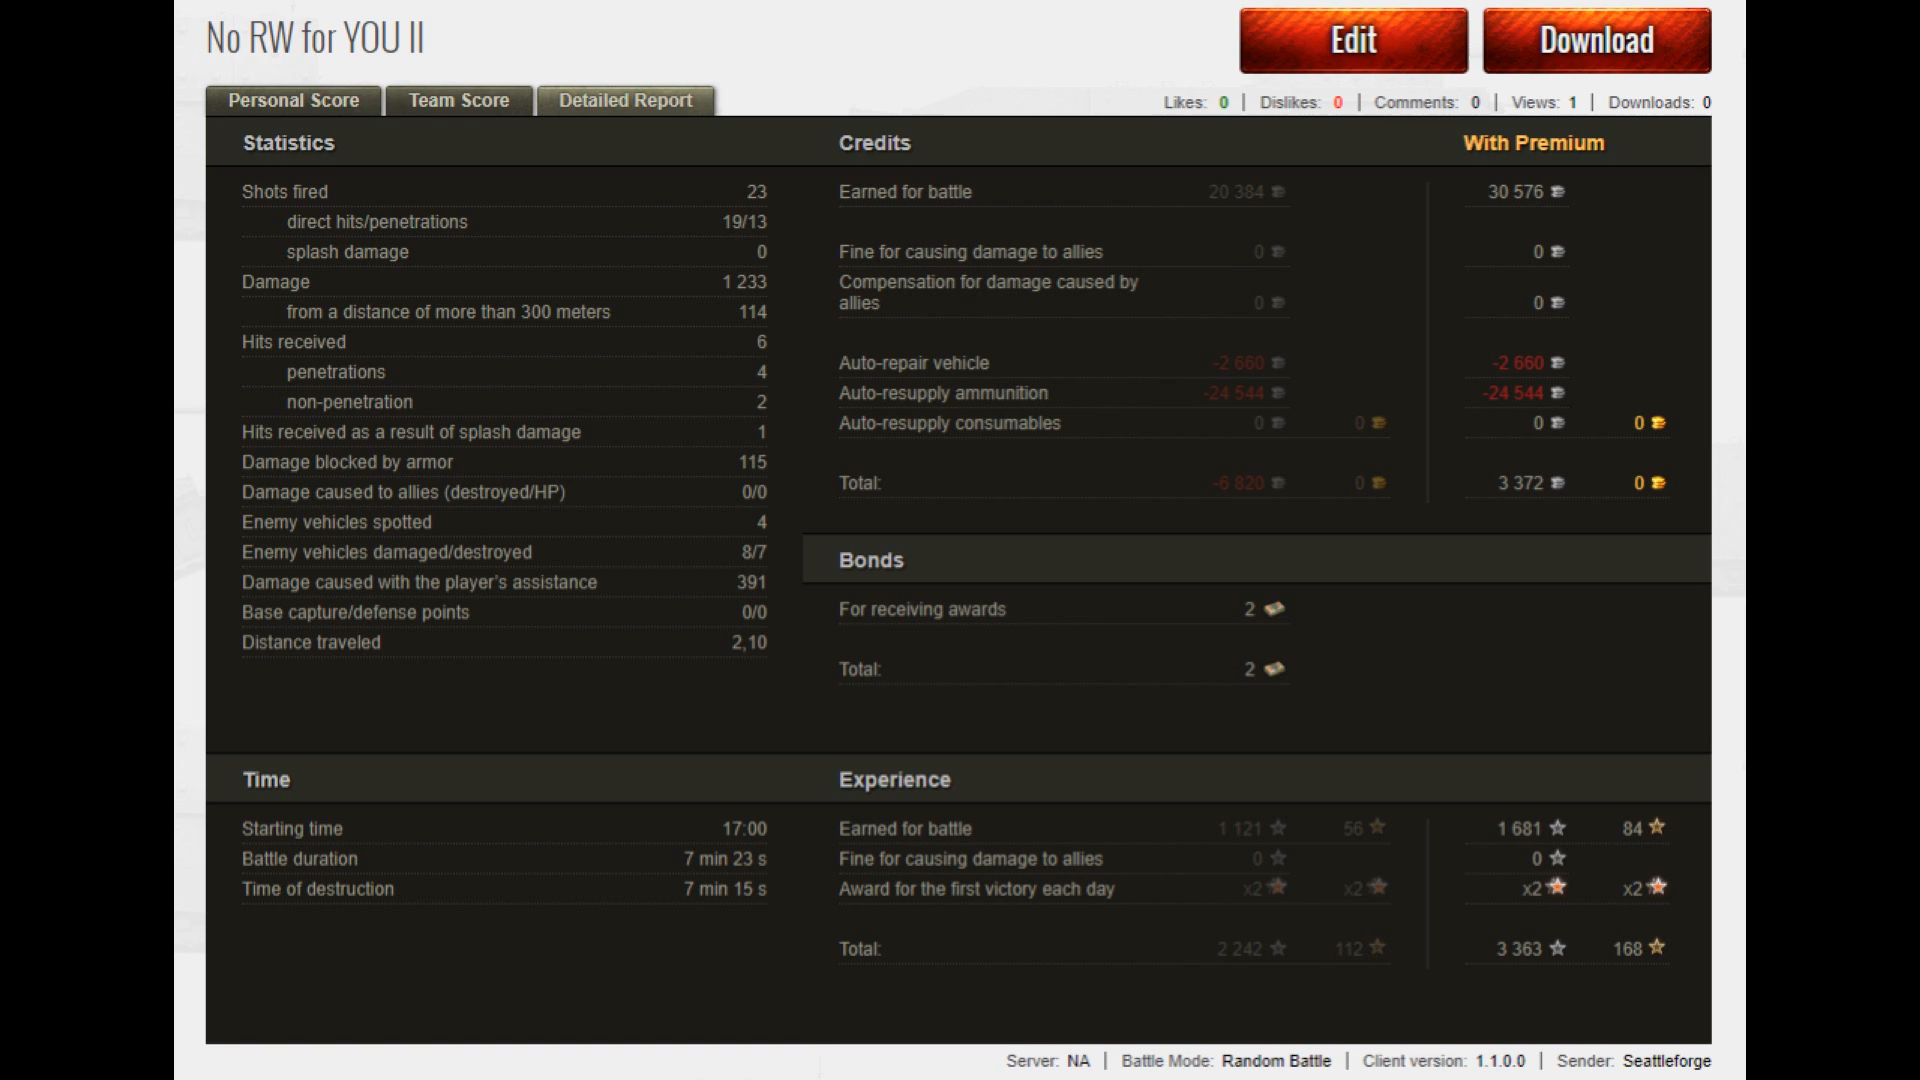 No RW for YOU II
Edit
Download
Personal Score
Team Score
Detailed Report
Likes: 0 | Dislikes: 0 | Comments: 0 | Views: 1 | Downloads: 0
Statistics
Shots fired 23
direct hits/penetrations 19/13
splash damage 0
Damage 1 233
from a distance of more than 300 meters 114
Hits received 6
penetrations 4
non-penetration 2
Hits received as a result of splash damage 1
Damage blocked by armor 115
Damage caused to allies (destroyed/HP) 0/0
Enemy vehicles spotted 4
Enemy vehicles damaged/destroyed 8/7
Damage caused with the player's assistance 391
Base capture/defense points 0/0
Distance traveled 2,10
Credits With Premium
Earned for battle 20 384 30 576
Fine for causing damage to allies 0 0
Compensation for damage caused by
allies 0 0
Auto-repair vehicle -2 660 -2 660
Auto-resupply ammunition -24 544 -24 544
Auto-resupply consumables 0 0 0 0
Total: -6 820 0 3 372 0
Bonds
For receiving awards 2
Total: 2
Time
Starting time 17:00
Battle duration 7 min 23 s
Time of destruction 7 min 15 s
Experience
Earned for battle 1 121 56 1 681 84
Fine for causing damage to allies 0 0
Award for the first victory each day x2 x2 x2 x2
Total: 2 242 112 3 363 168
Server: NA | Battle Mode: Random Battle | Client version: 1.1.0.0 | Sender: Seattleforge